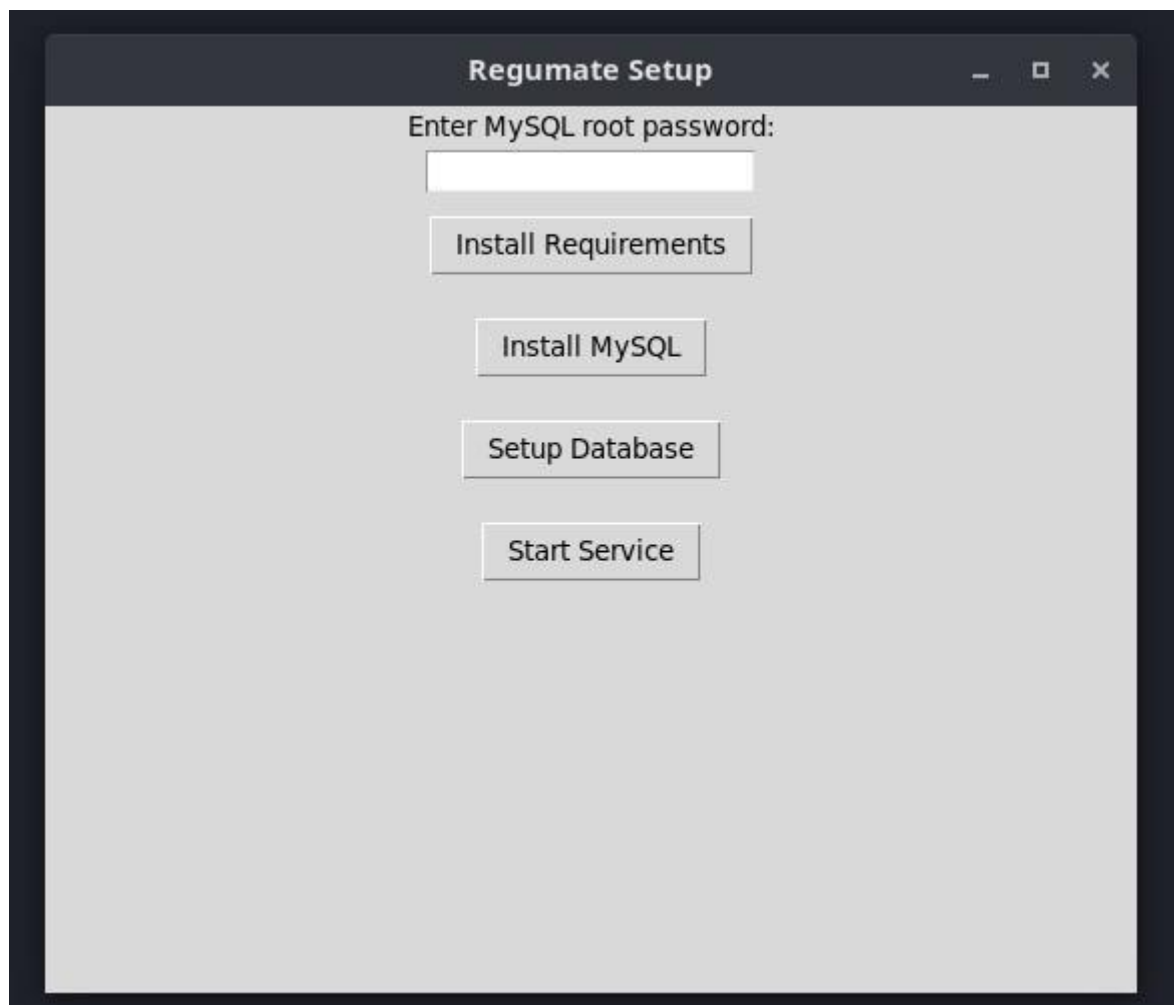 Regumate Setup
Enter MySQL root password:
Install Requirements
Install MySQL
Setup Database
Start Service